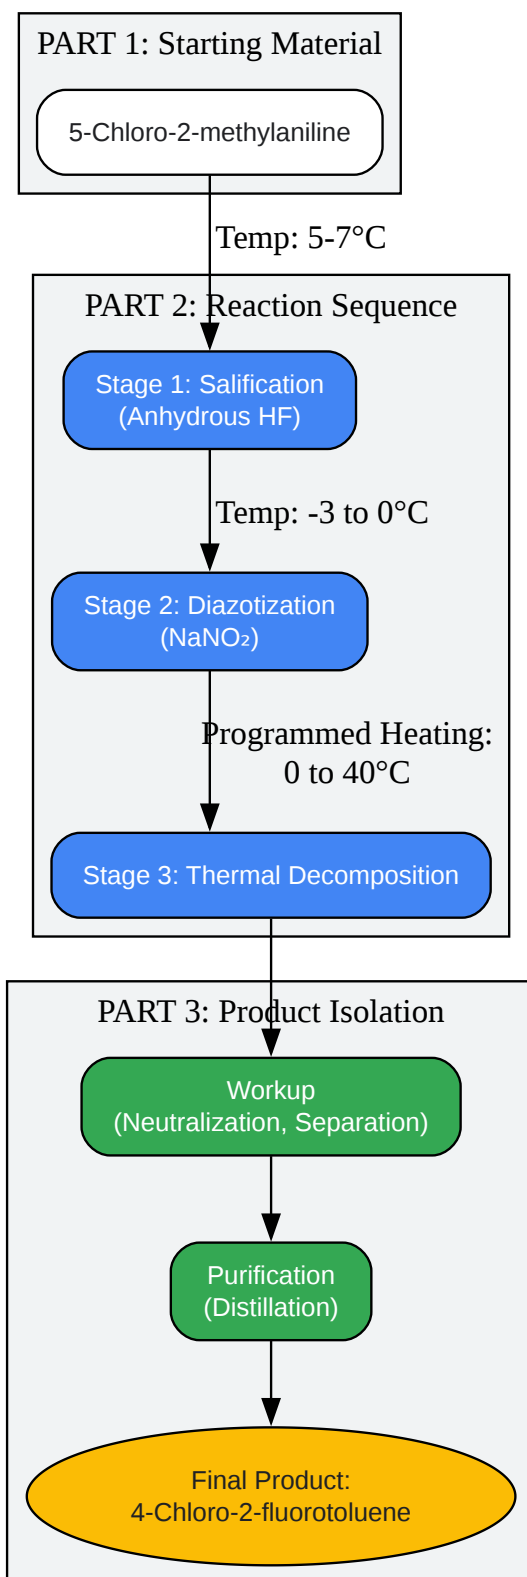 PART 1: Starting Material
5-Chloro-2-methylaniline
Temp: 5-7°C
PART 2: Reaction Sequence
Stage 1: Salification
(Anhydrous HF)
Temp: -3 to 0°C
Stage 2: Diazotization
(NaNO₂)
Programmed Heating:
0 to 40°C
Stage 3: Thermal Decomposition
PART 3: Product Isolation
Workup
(Neutralization, Separation)
Purification
(Distillation)
Final Product:
4-Chloro-2-fluorotoluene